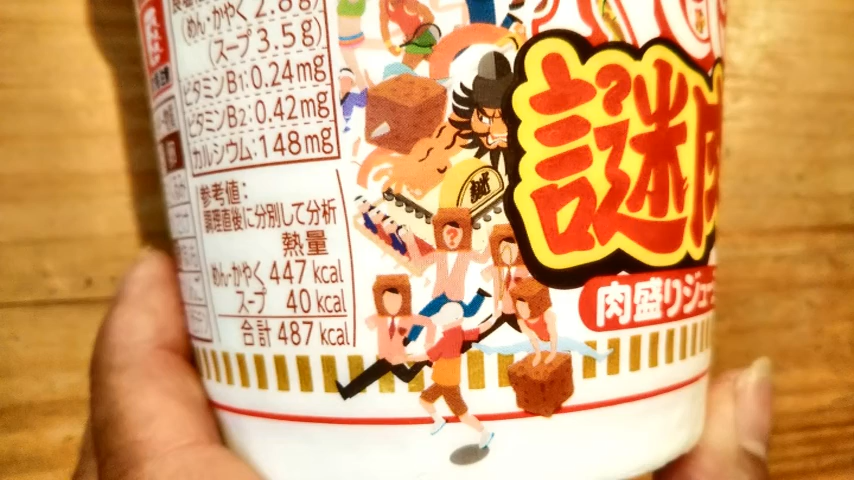 (めん・かやく 2.8g)
(スープ 3.5g)
ビタミンB1:0.24mg
ビタミンB2:0.42mg
カルシウム:148mg
参考値:
調理直後に分別して分析
熱量
めん・かやく 447 kcal
スープ 40 kcal
合計 487 kcal
謎肉
肉盛りジュ